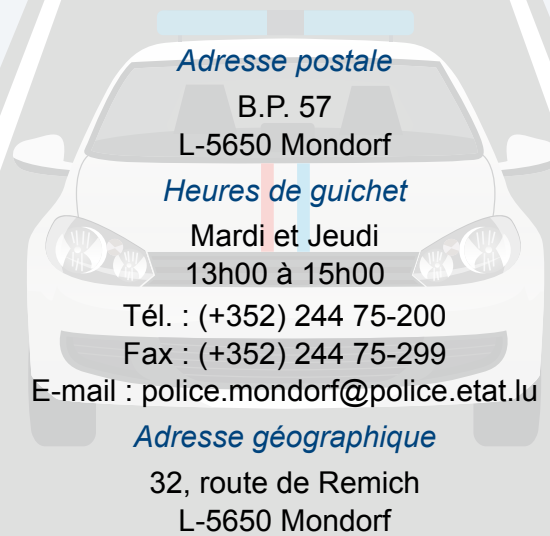 Adresse postale
B.P. 57
L-5650 Mondorf
Heures de guichet
Mardi et Jeudi
13h00 à 15h00
Tél. : (+352) 244 75-200
Fax : (+352) 244 75-299
E-mail : police.mondorf@police.etat.lu
Adresse géographique
32, route de Remich
L-5650 Mondorf